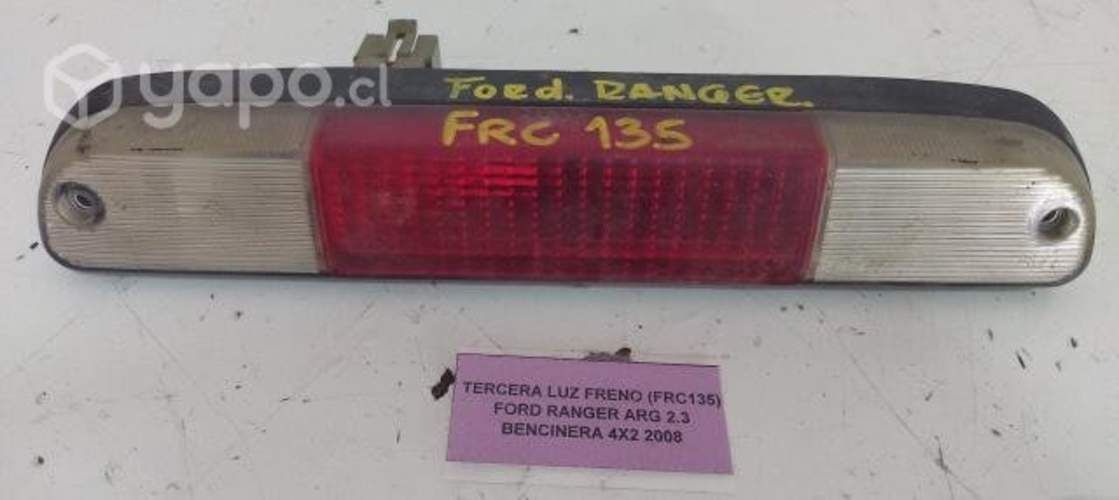 yapo.cl
Ford. RANGER.
FRC 135
TERCERA LUZ FRENO (FRC135)
FORD RANGER ARG 2.3
BENCINERA 4X2 2008